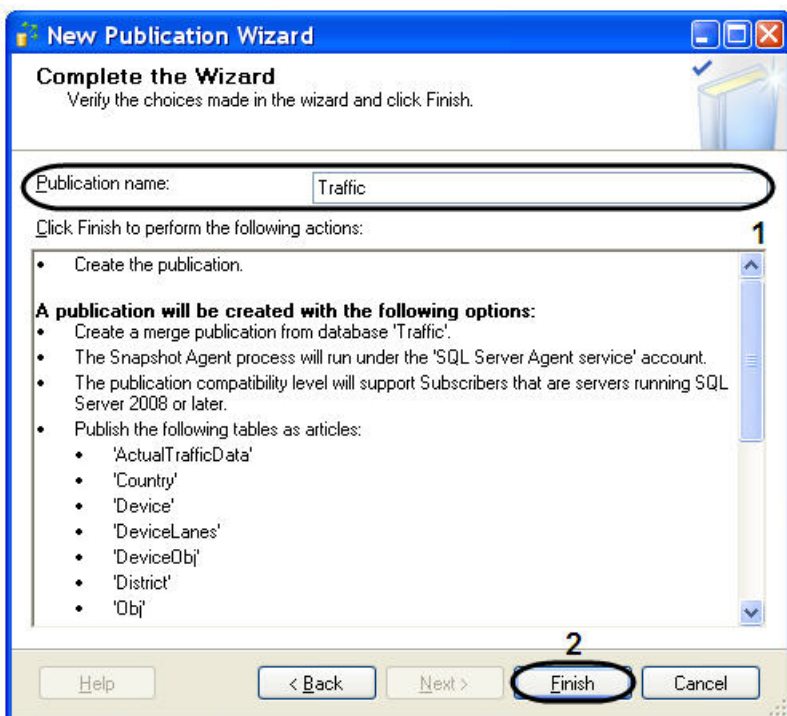 New Publication Wizard
Complete the Wizard
Verify the choices made in the wizard and click Finish.
Publication name: Traffic
Click Finish to perform the following actions:
1
• Create the publication.
A publication will be created with the following options:
• Create a merge publication from database 'Traffic'.
• The Snapshot Agent process will run under the 'SQL Server Agent service' account.
• The publication compatibility level will support Subscribers that are servers running SQL
Server 2008 or later.
• Publish the following tables as articles:
• 'ActualTrafficData'
• 'Country'
• 'Device'
• 'DeviceLanes'
• 'DeviceObj'
• 'District'
• 'Obj'
2
Help < Back Next > Finish Cancel